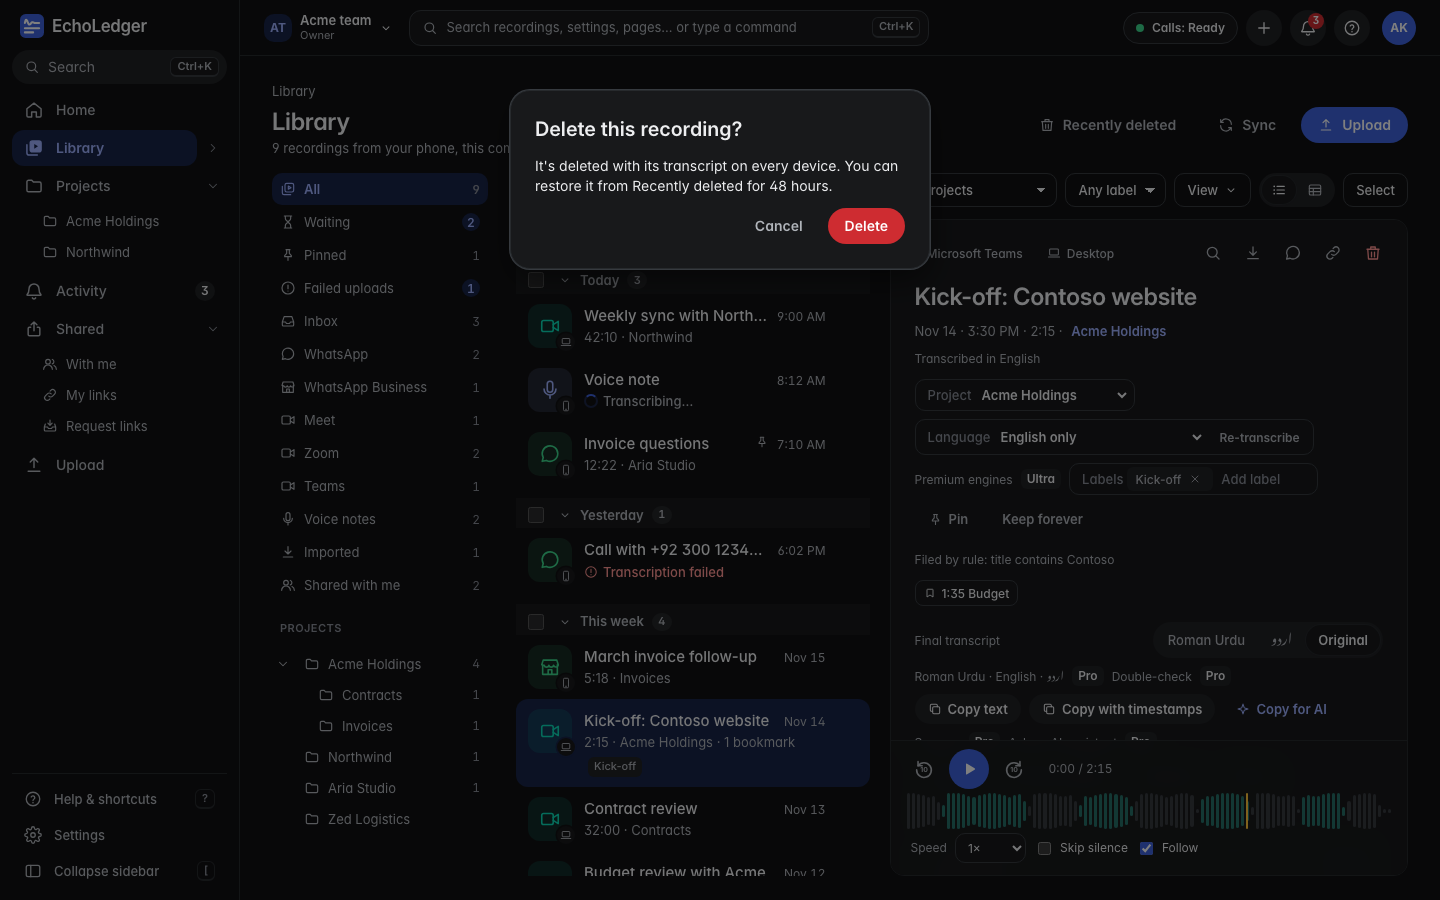 EchoLedger
Search Ctrl+K
Home
Library
Projects
Acme Holdings
Northwind
Activity 3
Shared
With me
My links
Request links
Upload
Help & shortcuts ?
Settings
Collapse sidebar [
AT Acme team
Owner
Search recordings, settings, pages... or type a command Ctrl+K
Calls: Ready
3
AK
Library
Library
9 recordings from your phone, this
Recently deleted
Sync
Upload
Delete this recording?
It's deleted with its transcript on every device. You can
restore it from Recently deleted for 48 hours.
Cancel Delete
Any label
View
Select
All 9
Waiting 2
Pinned 1
Failed uploads 1
Inbox 3
WhatsApp 2
WhatsApp Business 1
Meet 1
Zoom 2
Teams 1
Voice notes 2
Imported 1
Shared with me 2
PROJECTS
Acme Holdings 4
Contracts 1
Invoices 1
Northwind 1
Aria Studio 1
Zed Logistics
Today 3
Weekly sync with North... 9:00 AM
42:10 · Northwind
Voice note 8:12 AM
Transcribing...
Invoice questions 7:10 AM
12:22 · Aria Studio
Yesterday 1
Call with +92 300 1234... 6:02 PM
Transcription failed
This week 4
March invoice follow-up Nov 15
5:18 · Invoices
Kick-off: Contoso website Nov 14
2:15 · Acme Holdings · 1 bookmark
Kick-off
Contract review Nov 13
32:00 · Contracts
Budget review with Acme Nov 12
Microsoft Teams Desktop
Kick-off: Contoso website
Nov 14 · 3:30 PM · 2:15 · Acme Holdings
Transcribed in English
Project Acme Holdings
Language English only Re-transcribe
Premium engines Ultra Labels Kick-off × Add label
Pin Keep forever
Filed by rule: title contains Contoso
1:35 Budget
Final transcript Roman Urdu اردو Original
Roman Urdu · English · اردو Pro Double-check Pro
Copy text Copy with timestamps Copy for AI
10 10 0:00 / 2:15
Speed 1× Skip silence Follow